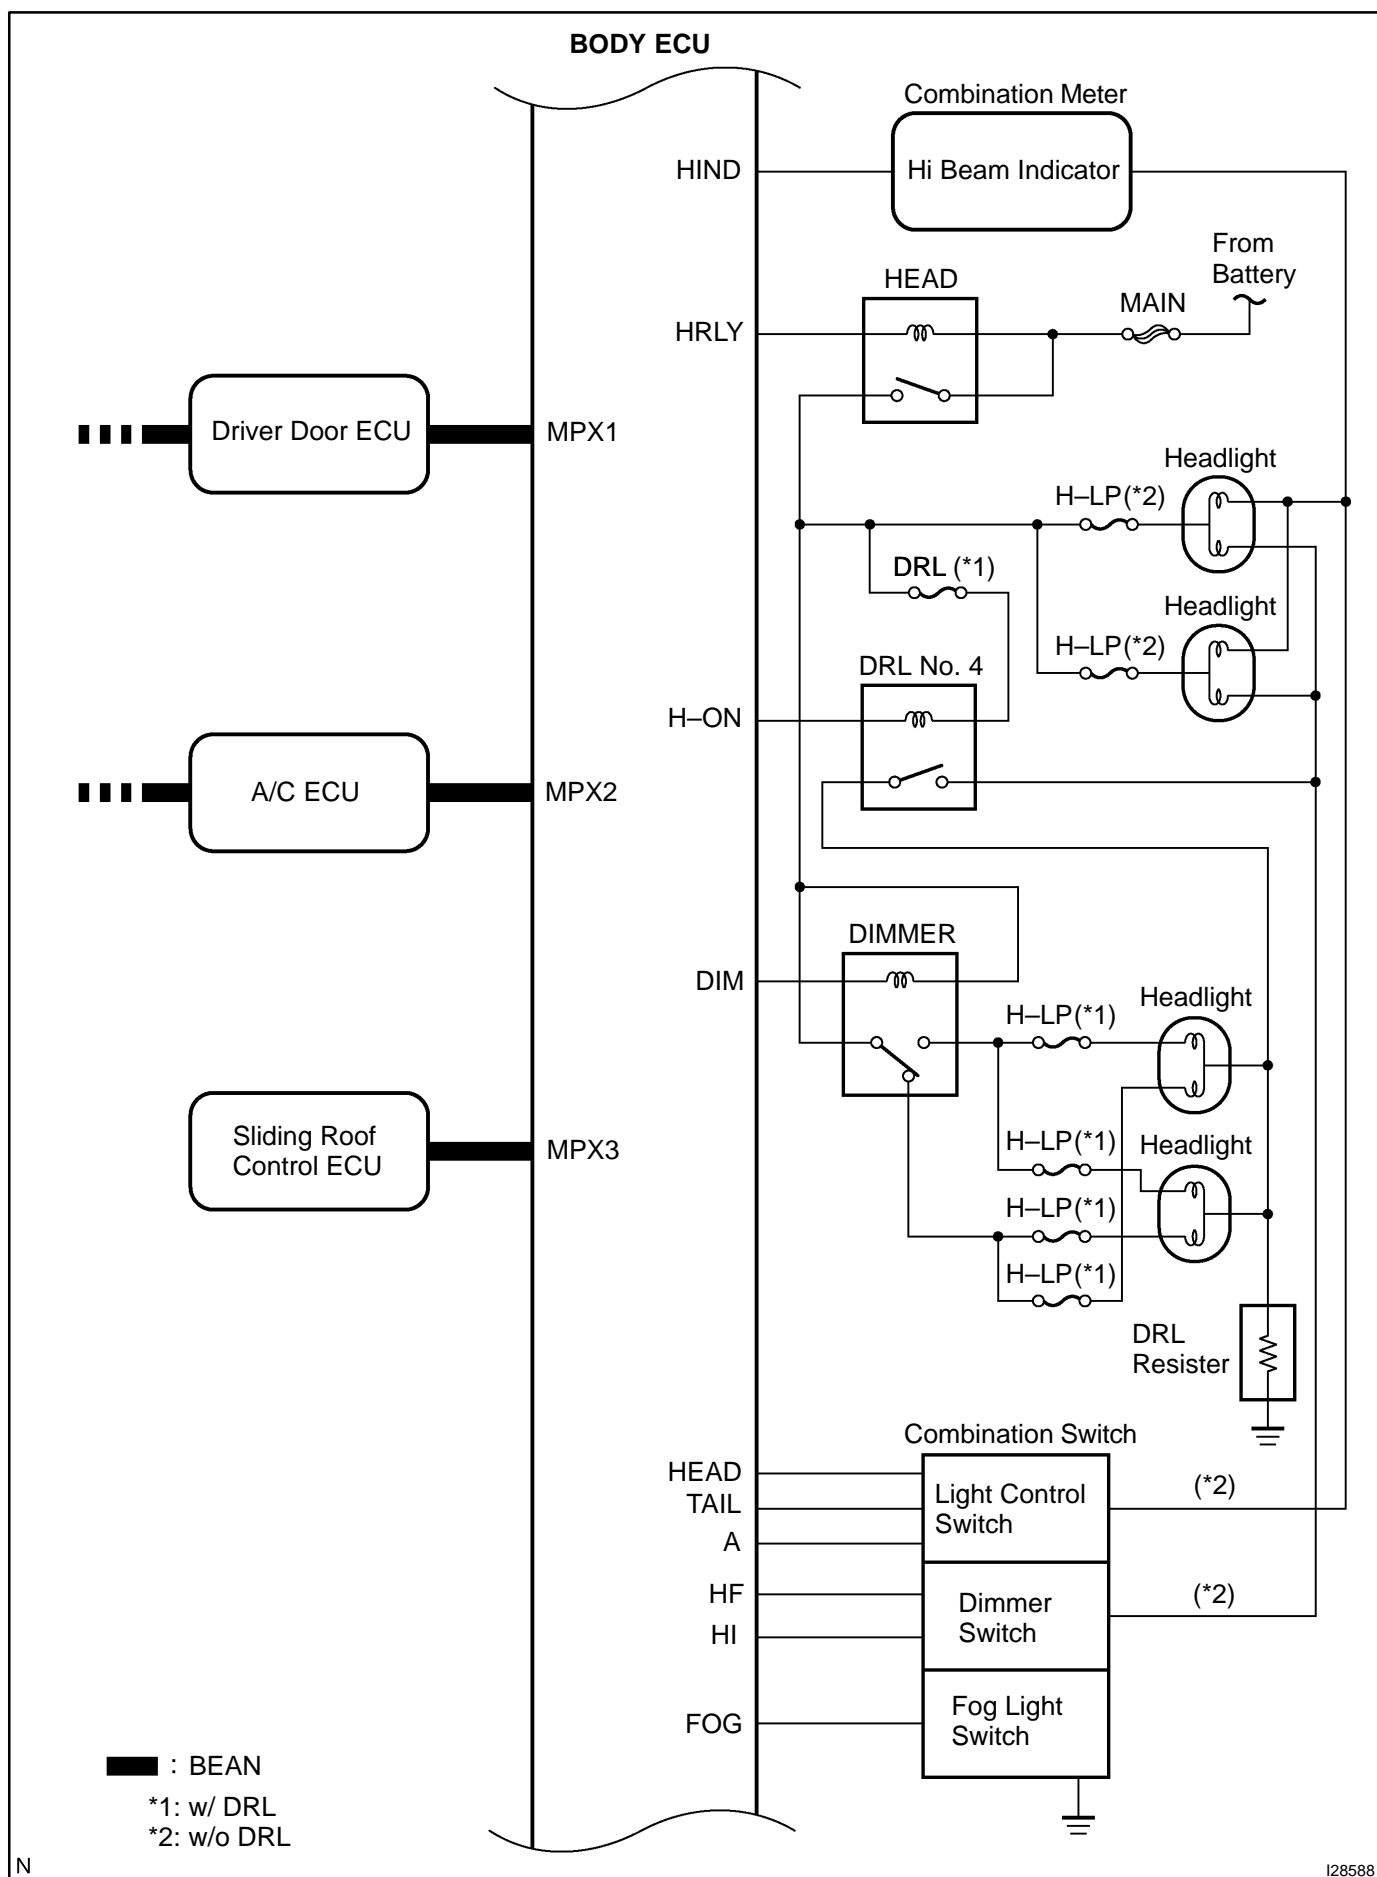 BODY ECU
Combination Meter
HIND
Hi Beam Indicator
From
Battery
HEAD
MAIN
HRLY
Driver Door ECU
MPX1
Headlight
H–LP(*2)
DRL (*1)
Headlight
H–LP(*2)
DRL No. 4
H–ON
A/C ECU
MPX2
DIMMER
DIM
Headlight
H–LP(*1)
Sliding Roof
Control ECU
MPX3
H–LP(*1)
Headlight
H–LP(*1)
H–LP(*1)
DRL
Resister
Combination Switch
HEAD
TAIL
A
Light Control
Switch
(*2)
HF
HI
Dimmer
Switch
(*2)
FOG
Fog Light
Switch
: BEAN
*1: w/ DRL
*2: w/o DRL
N
I28588